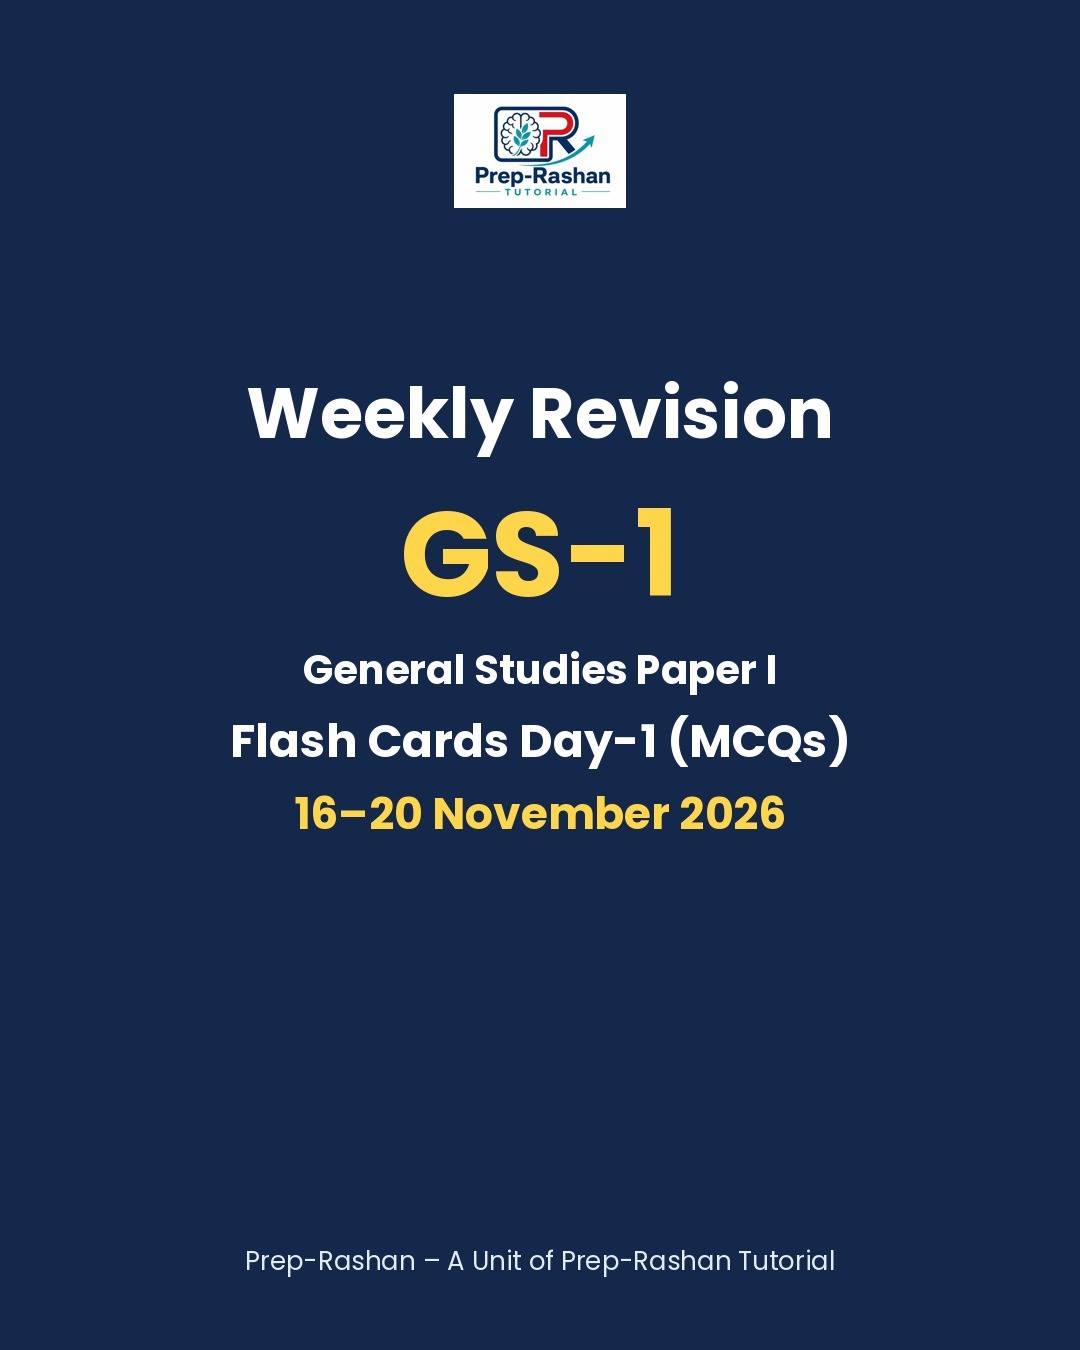 Prep-Rashan
TUTORIAL
Weekly Revision
GS-1
General Studies Paper I
Flash Cards Day-1 (MCQs)
16–20 November 2026
Prep-Rashan – A Unit of Prep-Rashan Tutorial